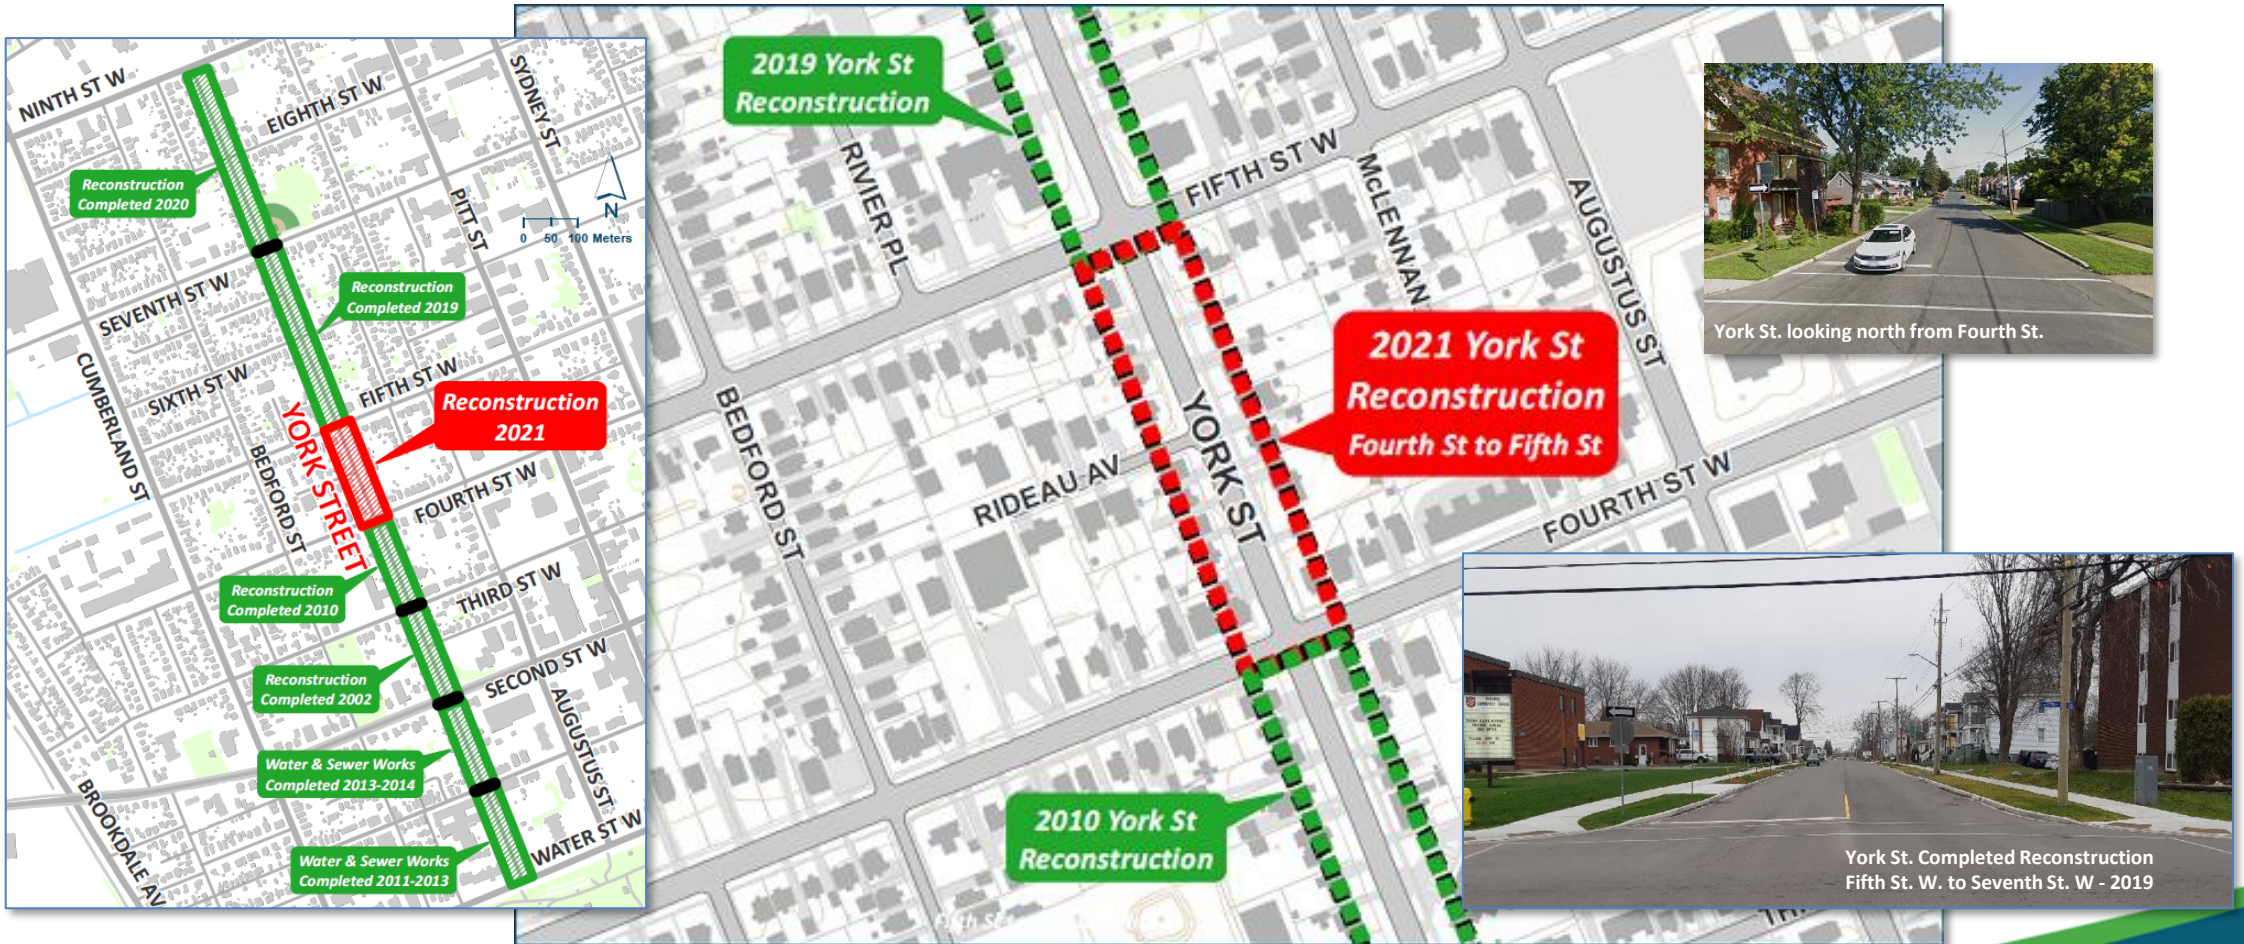 NINTH ST W
EIGHTH ST W
SYDNEY ST
PITT ST
N
0 50 100 Meters
Reconstruction
Completed 2020
SEVENTH ST W
Reconstruction
Completed 2019
CUMBERLAND ST
SIXTH ST W
FIFTH ST W
Reconstruction
2021
YORK STREET
BEDFORD ST
FOURTH ST W
Reconstruction
Completed 2010
THIRD ST W
Reconstruction
Completed 2002
SECOND ST W
AUGUSTUS ST
Water & Sewer Works
Completed 2013-2014
BROOKDALE AV
WATER ST W
Water & Sewer Works
Completed 2011-2013
2019 York St
Reconstruction
RIVIER PL
FIFTH ST W
McLENNAN
AUGUSTUS ST
2021 York St
Reconstruction
Fourth St to Fifth St
BEDFORD ST
RIDEAU AV
YORK ST
FOURTH ST W
2010 York St
Reconstruction
York St. looking north from Fourth St.
York St. Completed Reconstruction
Fifth St. W. to Seventh St. W - 2019